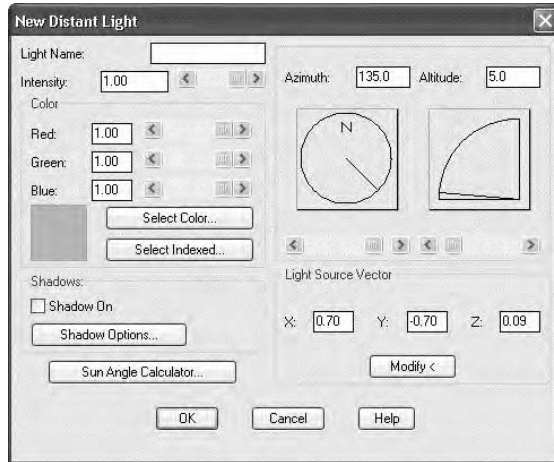 New Distant Light
Light Name:
Intensity: 1.00
Color
Red: 1.00
Green: 1.00
Blue: 1.00
Select Color...
Select Indexed...
Shadows:
Shadow On
Shadow Options...
Sun Angle Calculator...
Azimuth: 135.0 Altitude: 5.0
N
Light Source Vector
X: 0.70 Y: -0.70 Z: 0.09
Modify <
OK Cancel Help